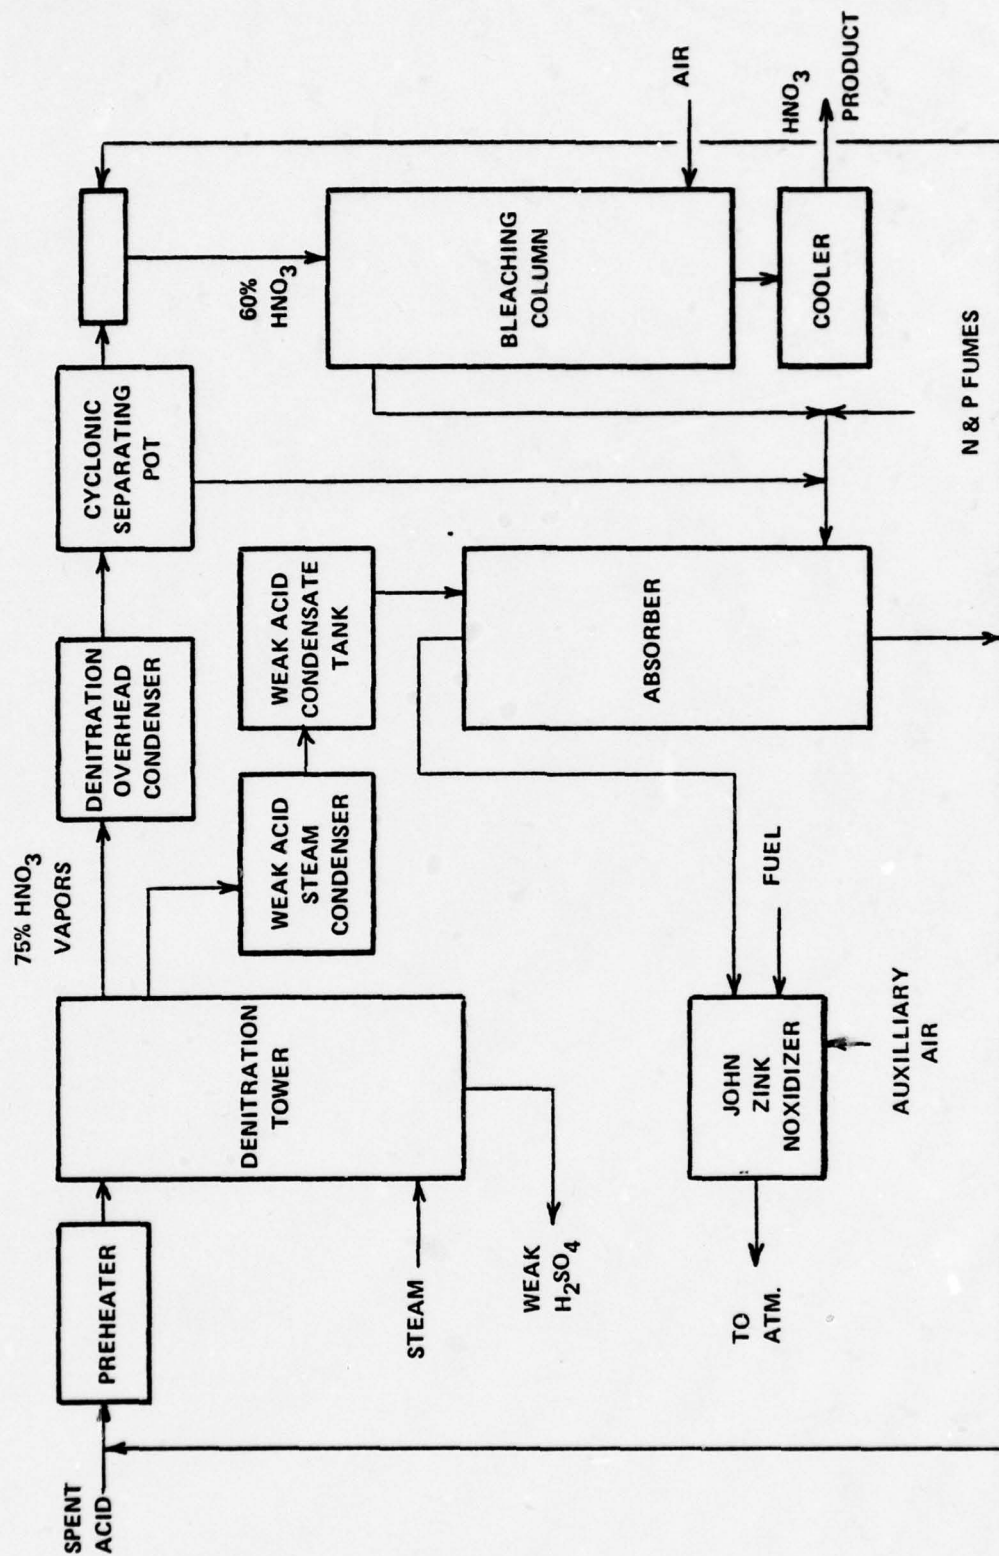 SPENT
ACID
PREHEATER
DENITRATION
TOWER
STEAM
WEAK
H2SO4
75% HNO3
VAPORS
DENITRATION
OVERHEAD
CONDENSER
CYCLONIC
SEPARATING
POT
WEAK ACID
STEAM
CONDENSER
WEAK ACID
CONDENSATE
TANK
60%
HNO3
BLEACHING
COLUMN
AIR
COOLER
HNO3
PRODUCT
N & P FUMES
ABSORBER
FUEL
JOHN
ZINK
NOXIDIZER
AUXILLIARY
AIR
TO
ATM.